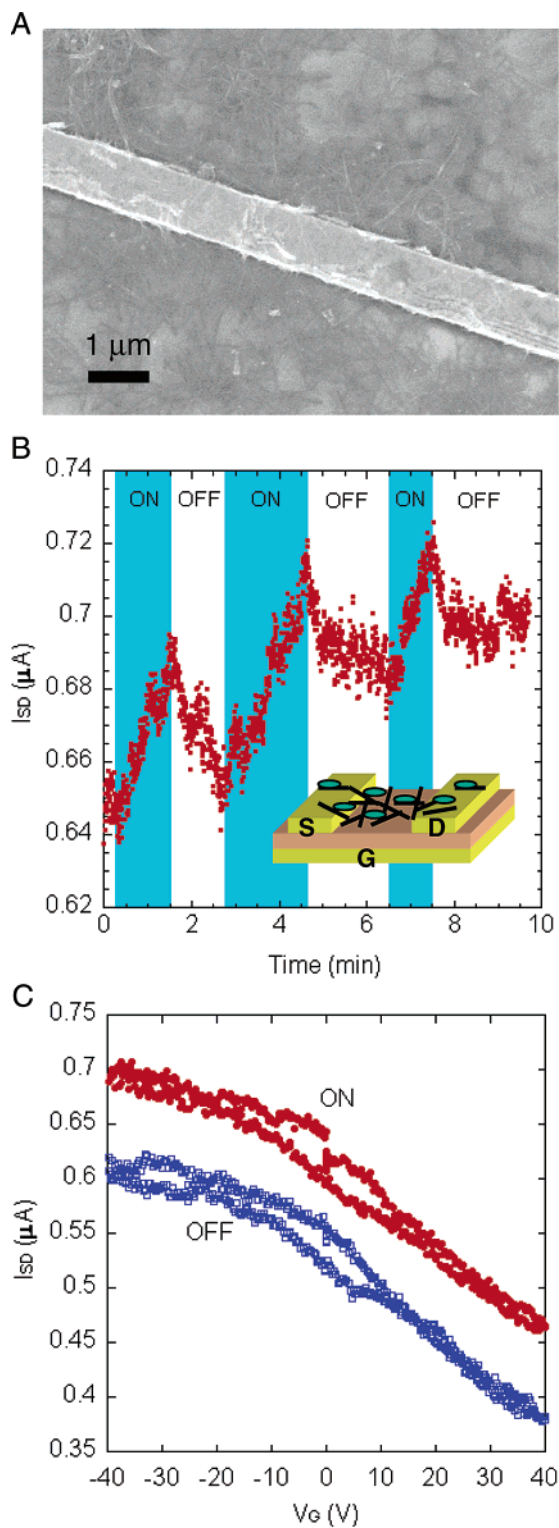 A
1 μm
B
0.74
0.72
0.7
0.68
0.66
0.64
0.62
I_SD (μA)
ON OFF ON OFF ON OFF
S D
G
0 2 4 6 8 10
Time (min)
C
0.75
0.7
0.65
0.6
0.55
0.5
0.45
0.4
0.35
I_SD (μA)
ON
OFF
-40 -30 -20 -10 0 10 20 30 40
V_G (V)